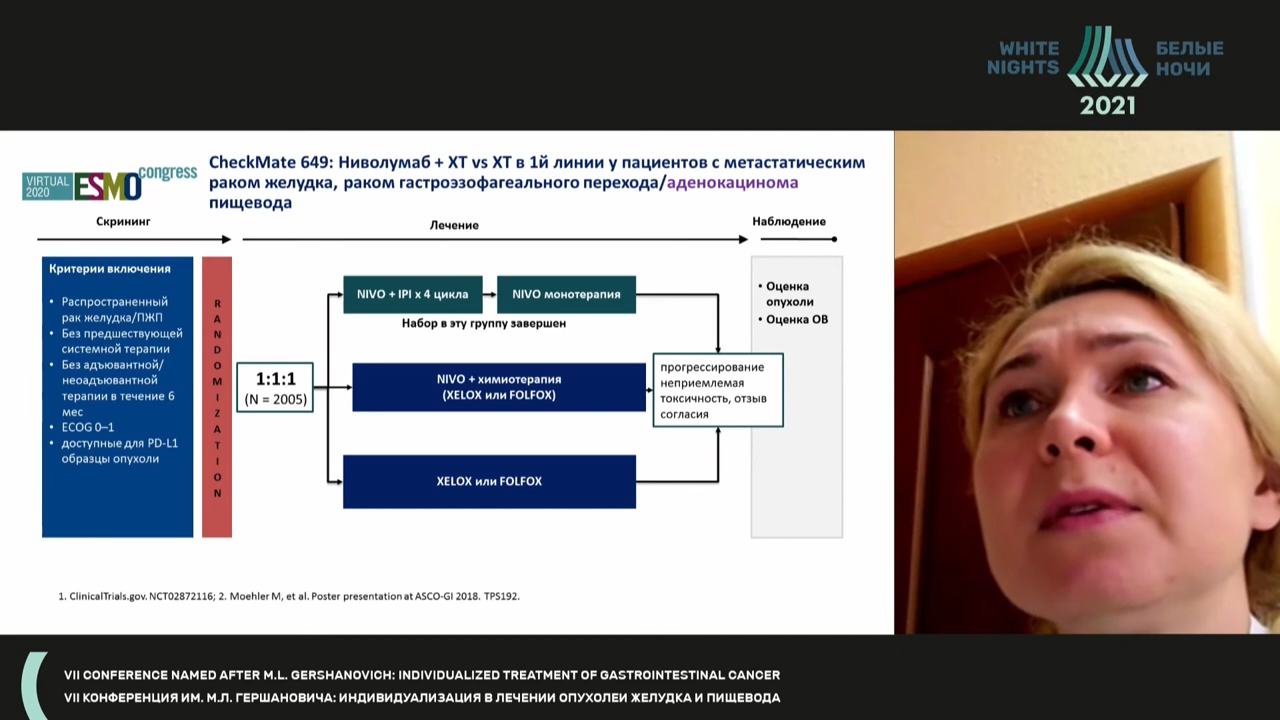 WHITE
NIGHTS
БЕЛЫЕ
НОЧИ
2021
VIRTUAL
2020
ESMO
congress
CheckMate 649: Ниволумаб + ХТ vs ХТ в 1й линии у пациентов с метастатическим
раком желудка, раком гастроэзофагеального перехода/аденокацинома
пищевода
Скрининг
Лечение
Наблюдение
Критерии включения
• Распространенный
рак желудка/ПЖП
• Без предшествующей
системной терапии
• Без адъювантной/
неоадъювантной
терапии в течение 6
мес
• ECOG 0–1
• доступные для PD-L1
образцы опухоли
R
A
N
D
O
M
I
Z
A
T
I
O
N
1:1:1
(N = 2005)
NIVO + IPI x 4 цикла
NIVO монотерапия
Набор в эту группу завершен
NIVO + химиотерапия
(XELOX или FOLFOX)
XELOX или FOLFOX
прогрессирование
неприемлемая
токсичность, отзыв
согласия
• Оценка
опухоли
• Оценка ОВ
1. ClinicalTrials.gov. NCT02872116; 2. Moehler M, et al. Poster presentation at ASCO-GI 2018. TPS192.
VII CONFERENCE NAMED AFTER M.L. GERSHANOVICH: INDIVIDUALIZED TREATMENT OF GASTROINTESTINAL CANCER
VII КОНФЕРЕНЦИЯ ИМ. М.Л. ГЕРШАНОВИЧА: ИНДИВИДУАЛИЗАЦИЯ В ЛЕЧЕНИИ ОПУХОЛЕИ ЖЕЛУДКА И ПИЩЕВОДА